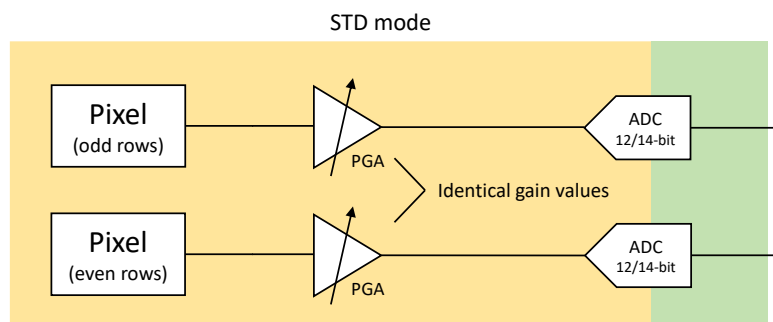 STD mode
Pixel
(odd rows)
PGA
ADC
12/14-bit
Identical gain values
Pixel
(even rows)
PGA
ADC
12/14-bit